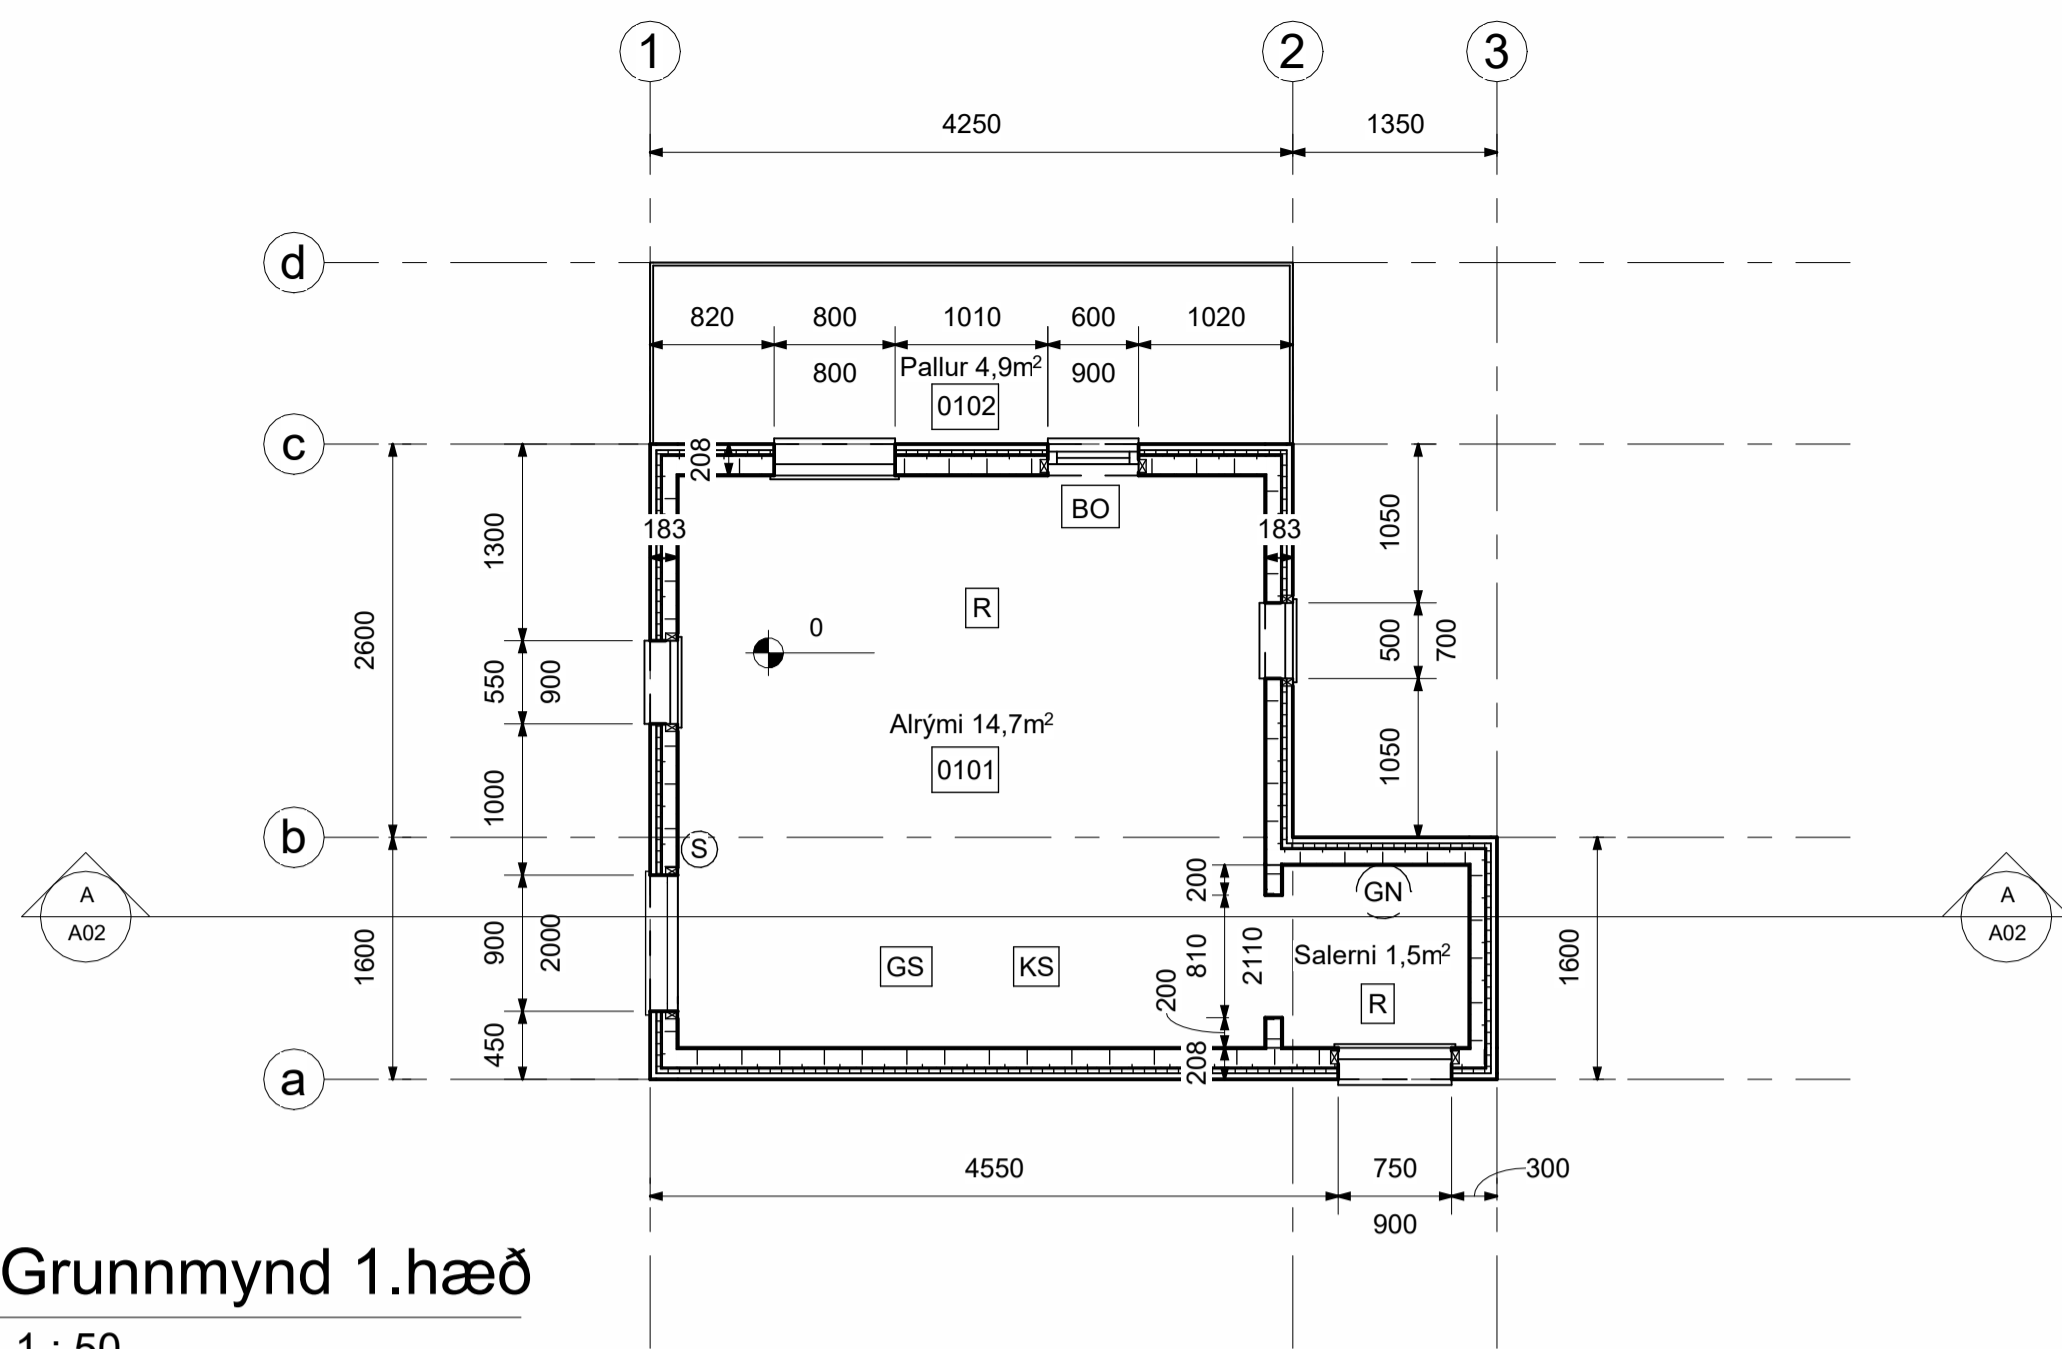 1 2 3
4250 1350
d
820 800 1010 600 1020
800 Pallur 4,9m² 900
0102
c
208
BO
183 183
1300 1050
R
0
2600
550 900
500 700
Alrými 14,7m²
0101
1000 1050
b
S
200
GN
A
A02
A
A02
1600
900 2000
GS KS
810 2110
Salerni 1,5m²
1600
200
R
450
208
a
4550 750 300
900
Grunnmynd 1.hæð
1 : 50